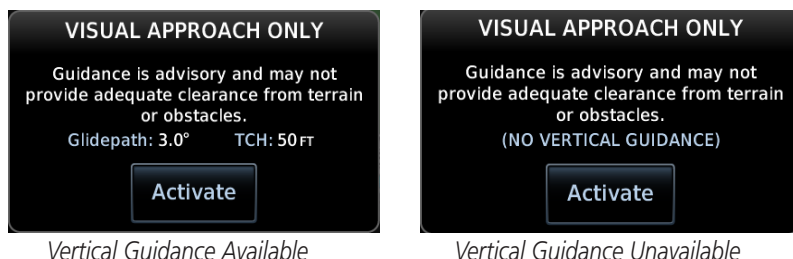 VISUAL APPROACH ONLY
Guidance is advisory and may not
provide adequate clearance from terrain
or obstacles.
Glidepath: 3.0° TCH: 50 FT
Activate
Vertical Guidance Available
VISUAL APPROACH ONLY
Guidance is advisory and may not
provide adequate clearance from terrain
or obstacles.
(NO VERTICAL GUIDANCE)
Activate
Vertical Guidance Unavailable